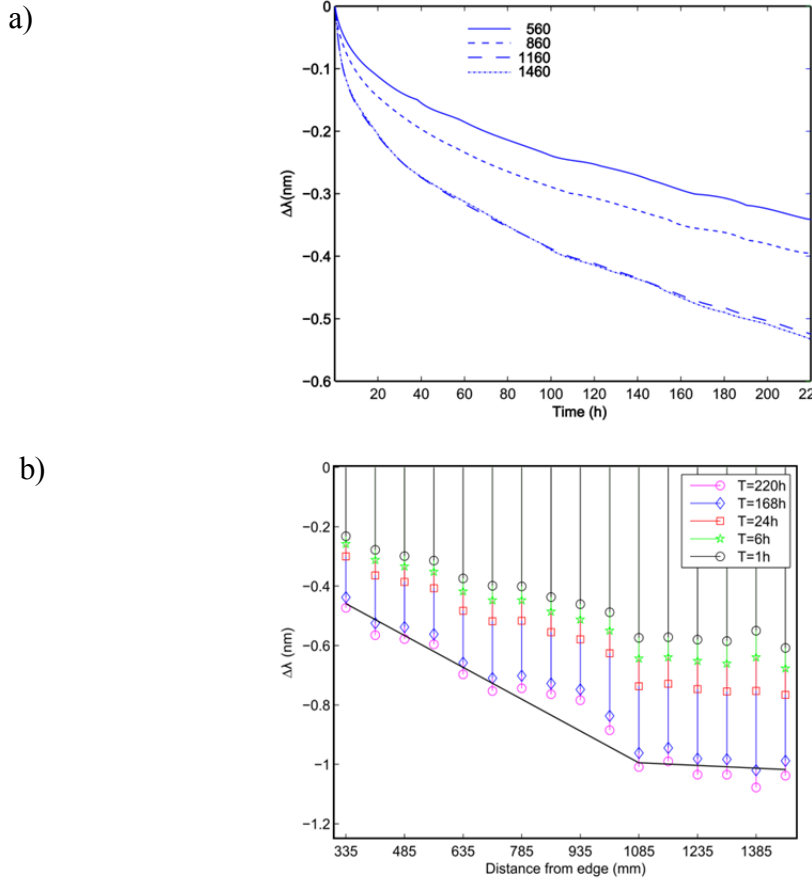 a)
0
−0.1
−0.2
−0.3
−0.4
−0.5
−0.6
Δλ(nm)
560
860
1160
1460
20 40 60 80 100 120 140 160 180 200 22
Time (h)
b)
0
−0.2
−0.4
−0.6
−0.8
−1
−1.2
Δλ (nm)
T=220h
T=168h
T=24h
T=6h
T=1h
335 485 635 785 935 1085 1235 1385
Distance from edge (mm)